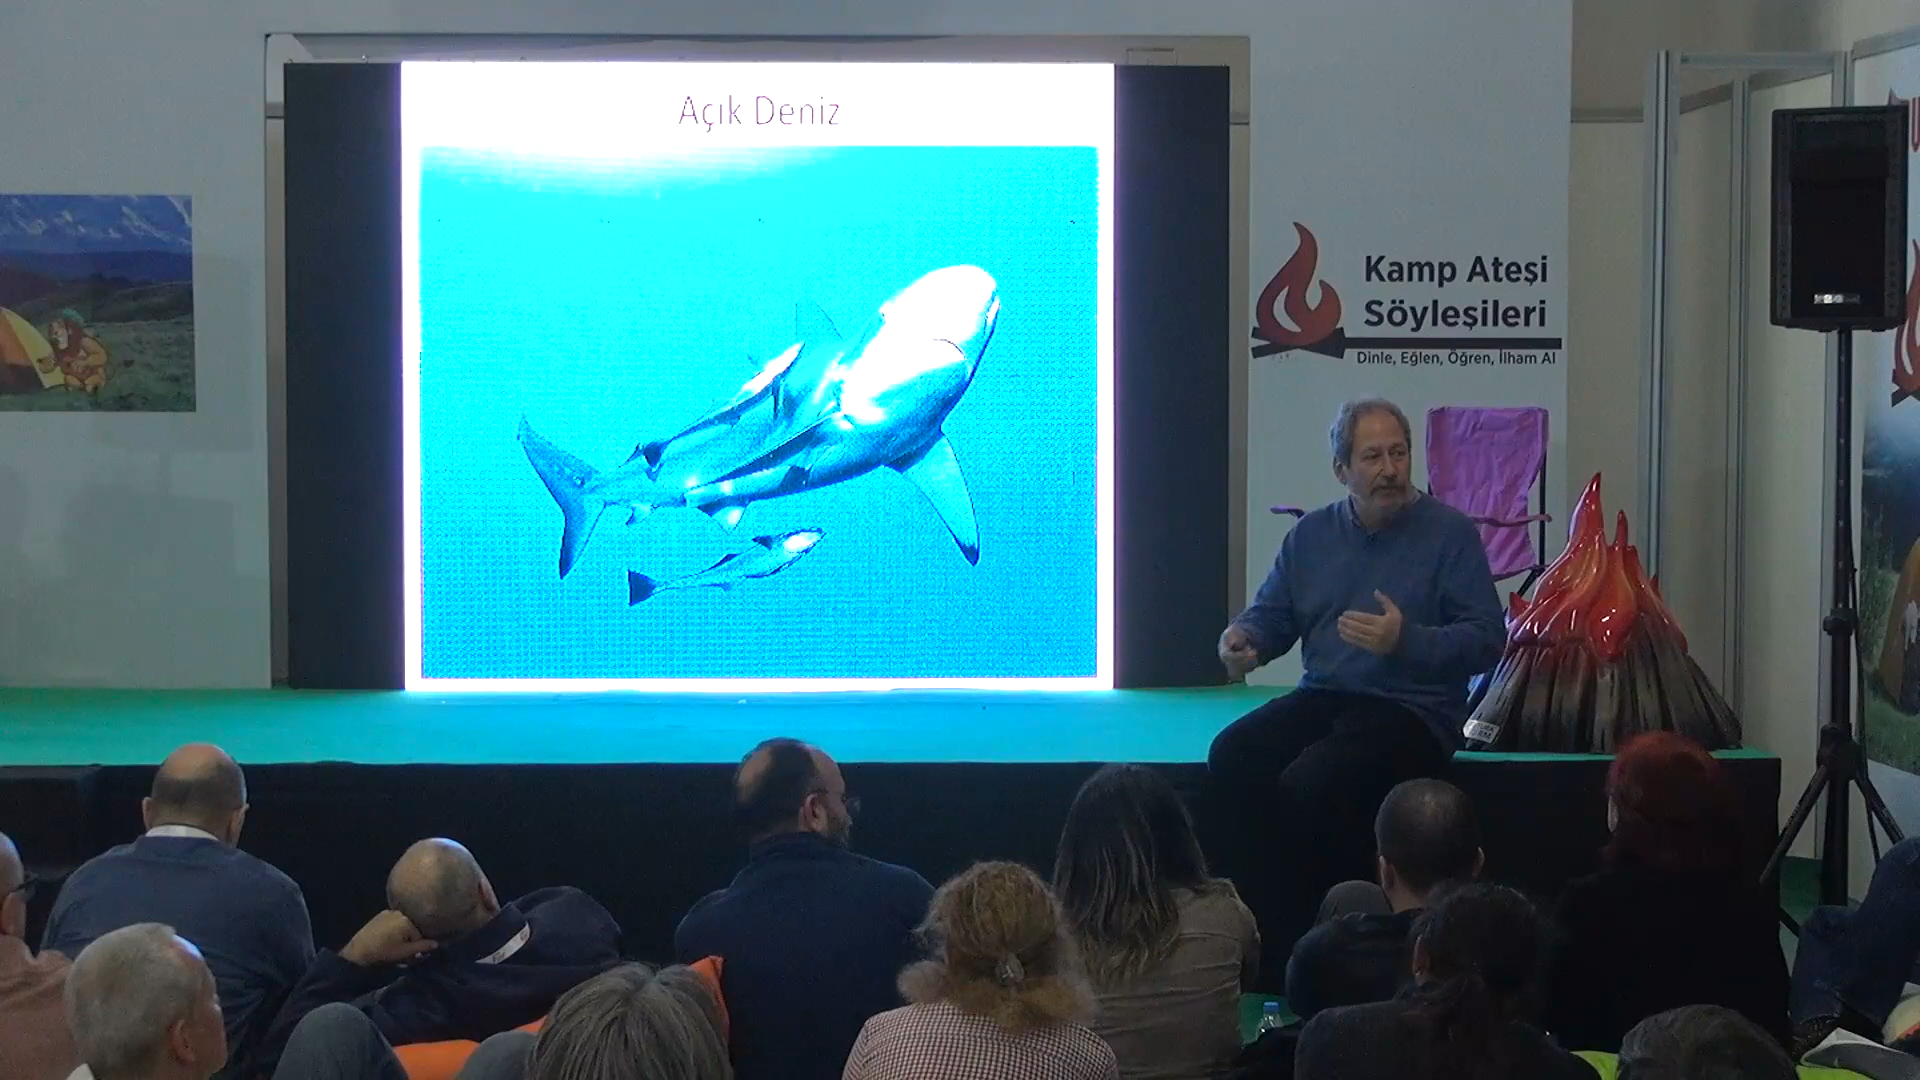 Açık Deniz
Kamp Ateşi
Söyleşileri
Dinle, Eğlen, Öğren, İlham Al